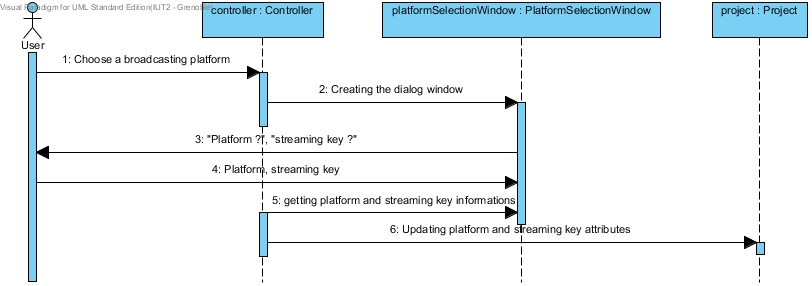 Visual Paradigm for UML Standard Edition(IUT2 - Grenoble
controller : Controller
platformSelectionWindow : PlatformSelectionWindow
project : Project
User
1: Choose a broadcasting platform
2: Creating the dialog window
3: "Platform ?", "streaming key ?"
4: Platform, streaming key
5: getting platform and streaming key informations
6: Updating platform and streaming key attributes